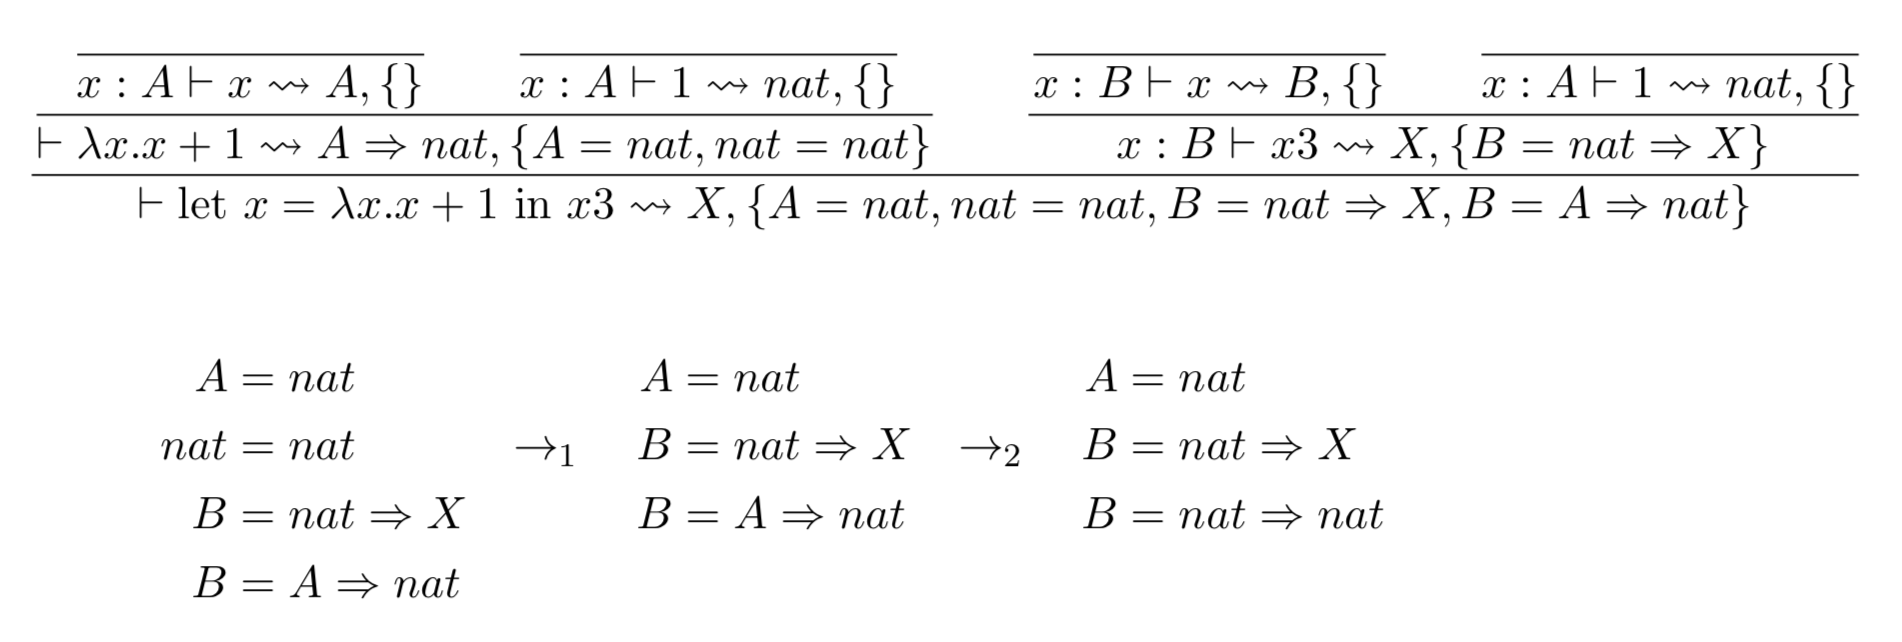 x : A ⊢ x ⇝ A, {} x : A ⊢ 1 ⇝ nat, {} x : B ⊢ x ⇝ B, {} x : A ⊢ 1 ⇝ nat, {}
⊢ λx.x + 1 ⇝ A ⇒ nat, {A = nat, nat = nat} x : B ⊢ x3 ⇝ X, {B = nat ⇒ X}
⊢ let x = λx.x + 1 in x3 ⇝ X, {A = nat, nat = nat, B = nat ⇒ X, B = A ⇒ nat}
A = nat A = nat A = nat
nat = nat →₁ B = nat ⇒ X →₂ B = nat ⇒ X
B = nat ⇒ X B = A ⇒ nat B = nat ⇒ nat
B = A ⇒ nat